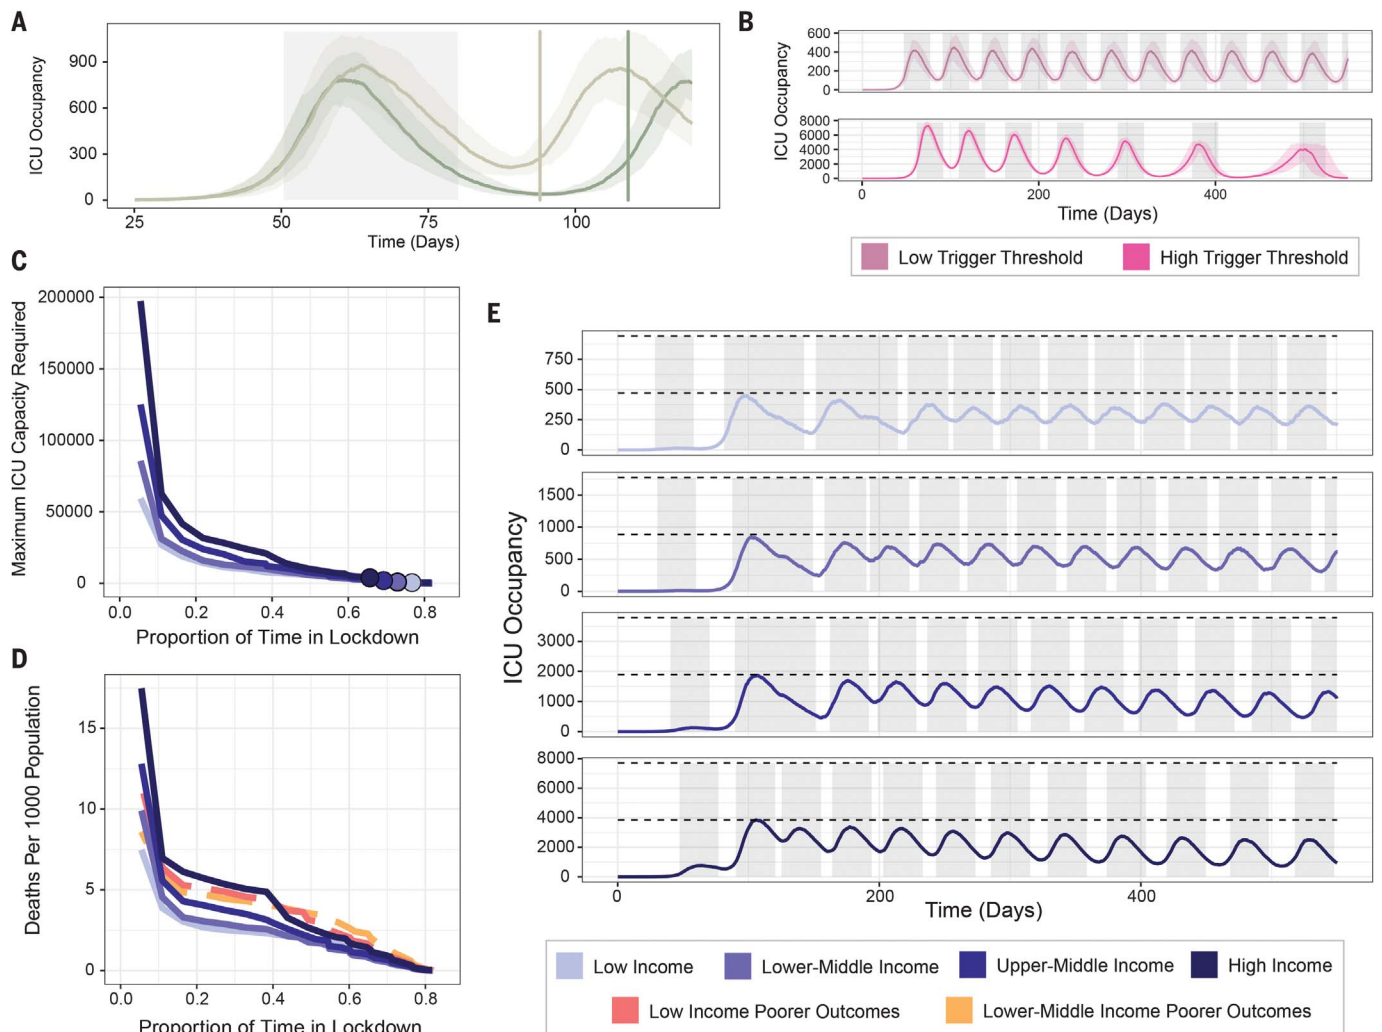 A
ICU Occupancy
900
600
300
0
25 50 75 100
Time (Days)
B
ICU Occupancy
600
400
200
0
8000
6000
4000
2000
0
0 200 400
Time (Days)
Low Trigger Threshold High Trigger Threshold
C
Maximum ICU Capacity Required
200000
150000
100000
50000
0
0.0 0.2 0.4 0.6 0.8
Proportion of Time in Lockdown
D
Deaths Per 1000 Population
15
10
5
0
0.0 0.2 0.4 0.6 0.8
Proportion of Time in Lockdown
E
ICU Occupancy
750
500
250
0
1500
1000
500
0
3000
2000
1000
0
8000
6000
4000
2000
0
0 200 400
Time (Days)
Low Income Lower-Middle Income Upper-Middle Income High Income
Low Income Poorer Outcomes Lower-Middle Income Poorer Outcomes